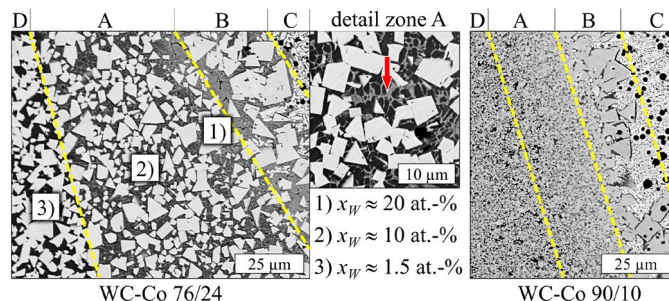 D A B C
detail zone A
D A B C
1)
2)
3)
10 µm
1) x_W ≈ 20 at.-%
2) x_W ≈ 10 at.-%
3) x_W ≈ 1.5 at.-%
25 µm
25 µm
WC-Co 76/24
WC-Co 90/10